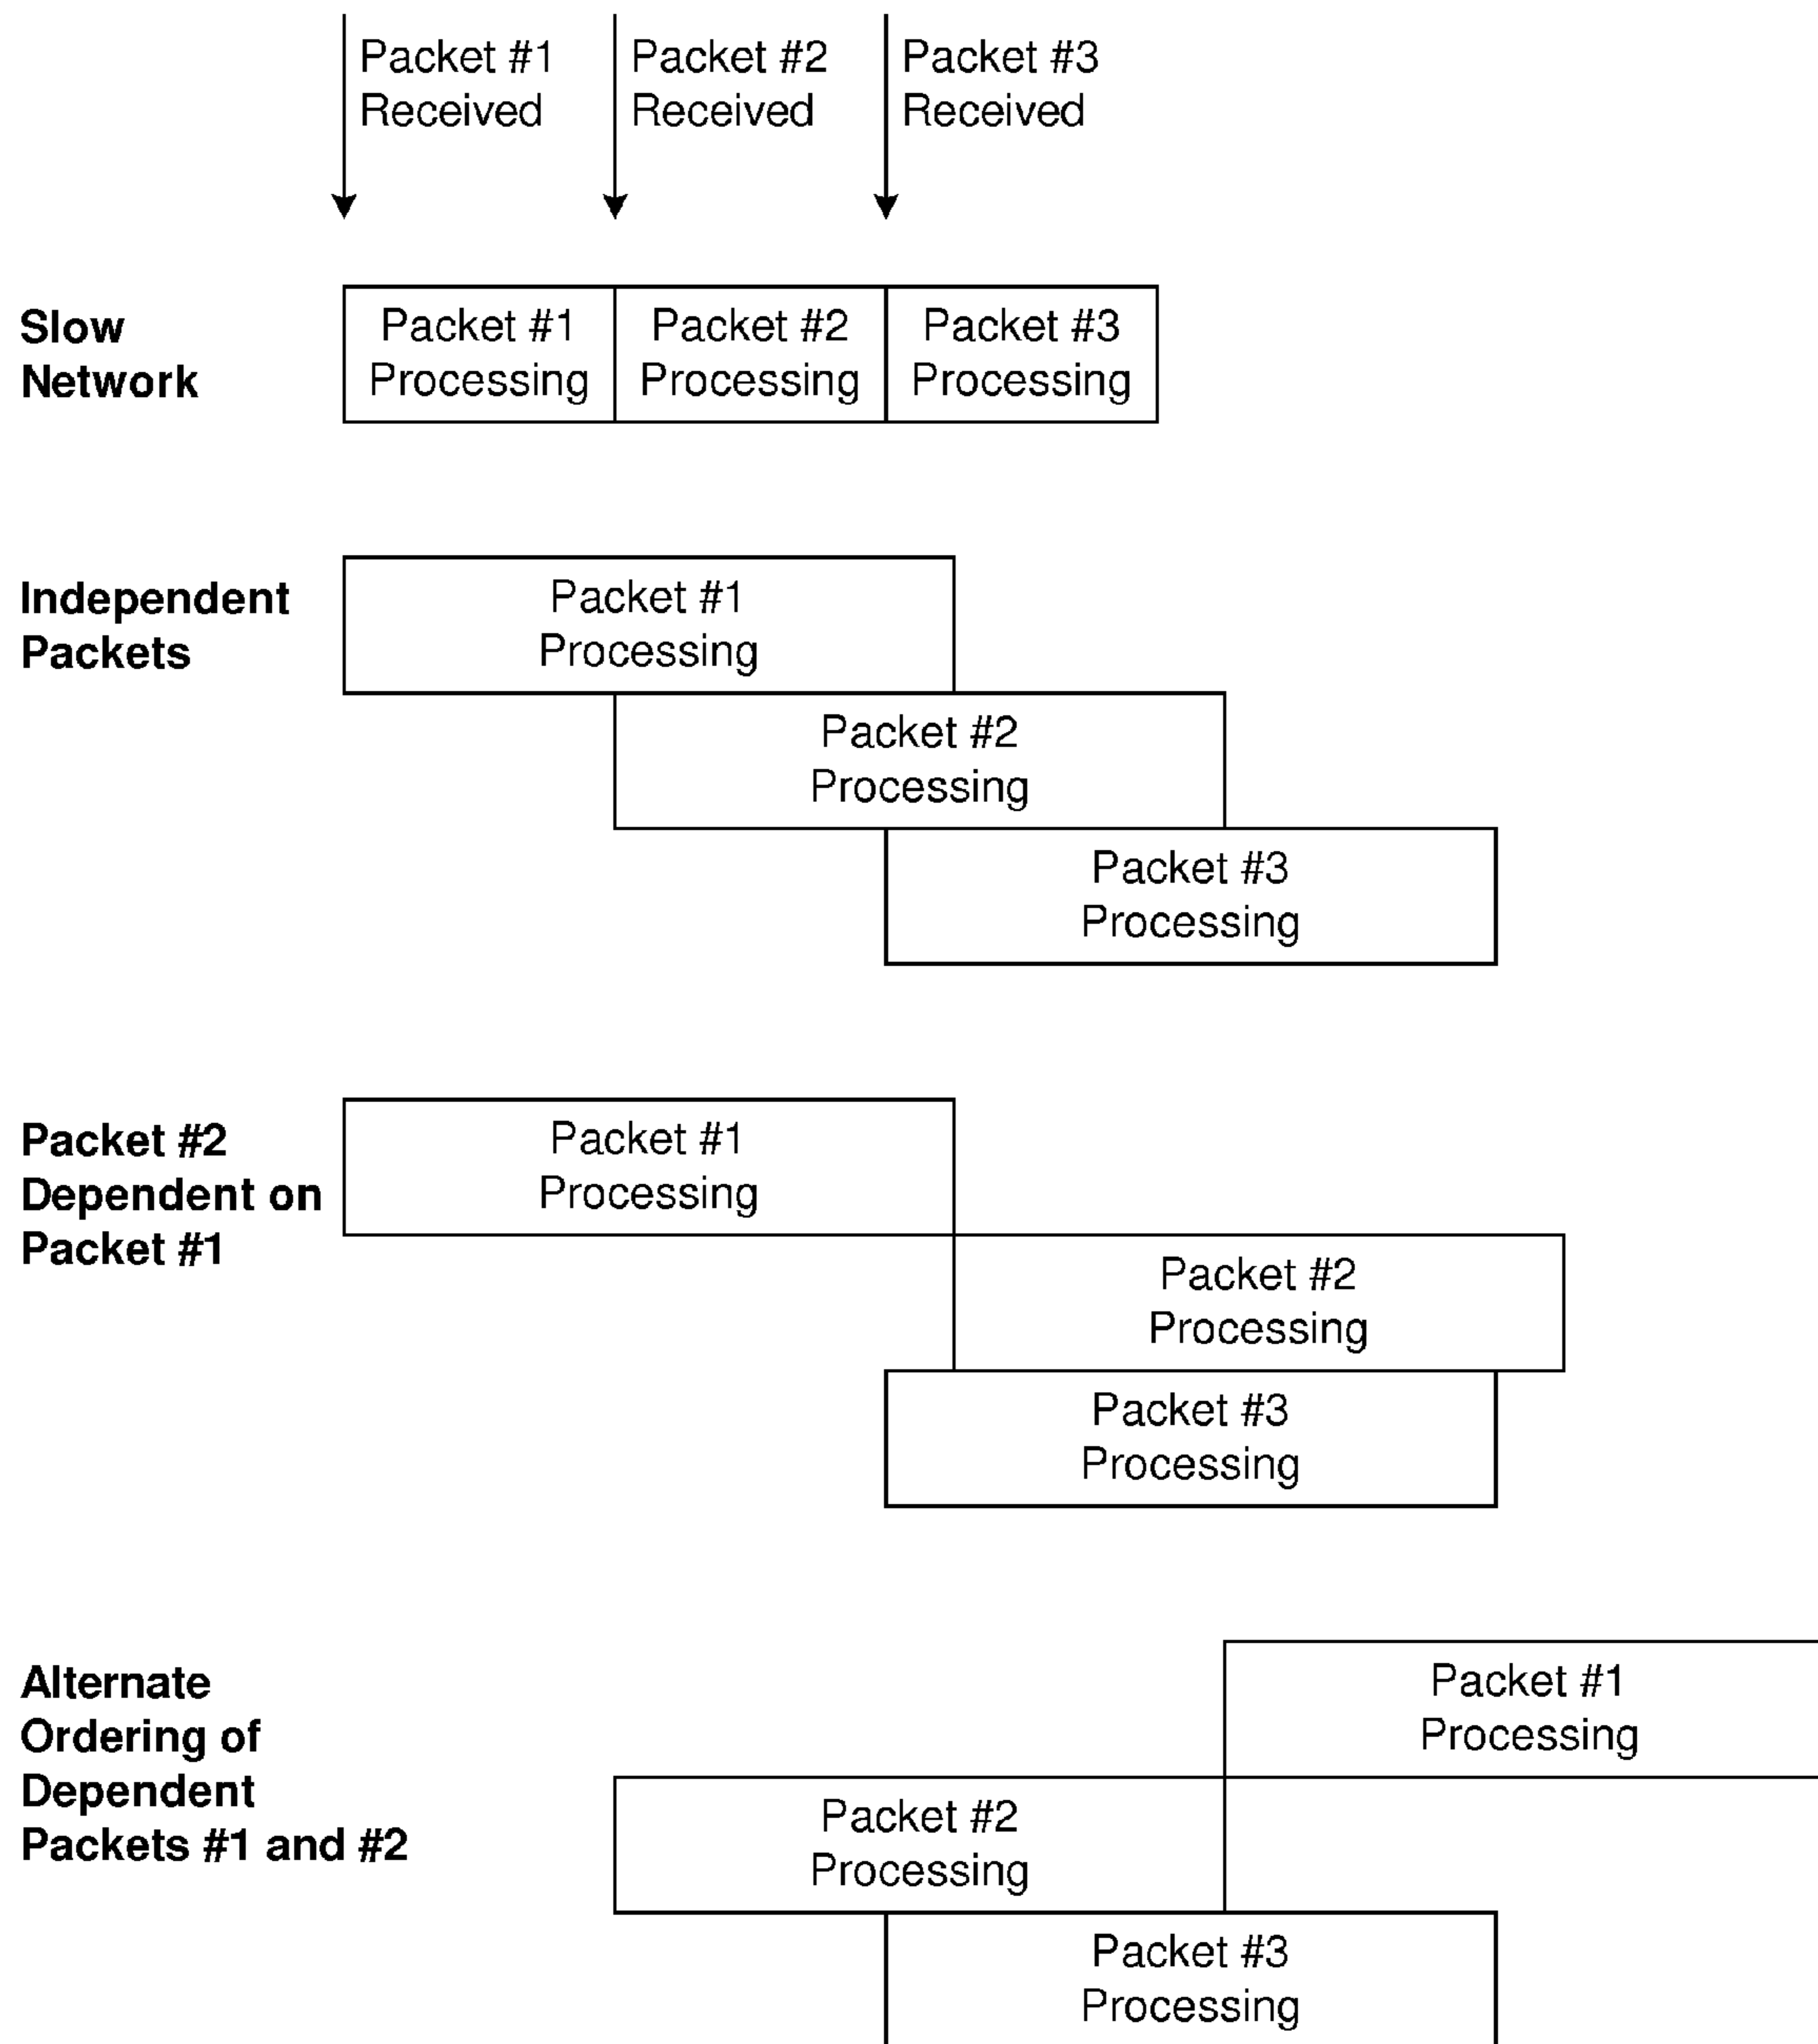 Packet #1
Received
Packet #2
Received
Packet #3
Received
Slow
Network
Packet #1
Processing
Packet #2
Processing
Packet #3
Processing
Independent
Packets
Packet #1
Processing
Packet #2
Processing
Packet #3
Processing
Packet #2
Dependent on
Packet #1
Packet #1
Processing
Packet #2
Processing
Packet #3
Processing
Alternate
Ordering of
Dependent
Packets #1 and #2
Packet #1
Processing
Packet #2
Processing
Packet #3
Processing